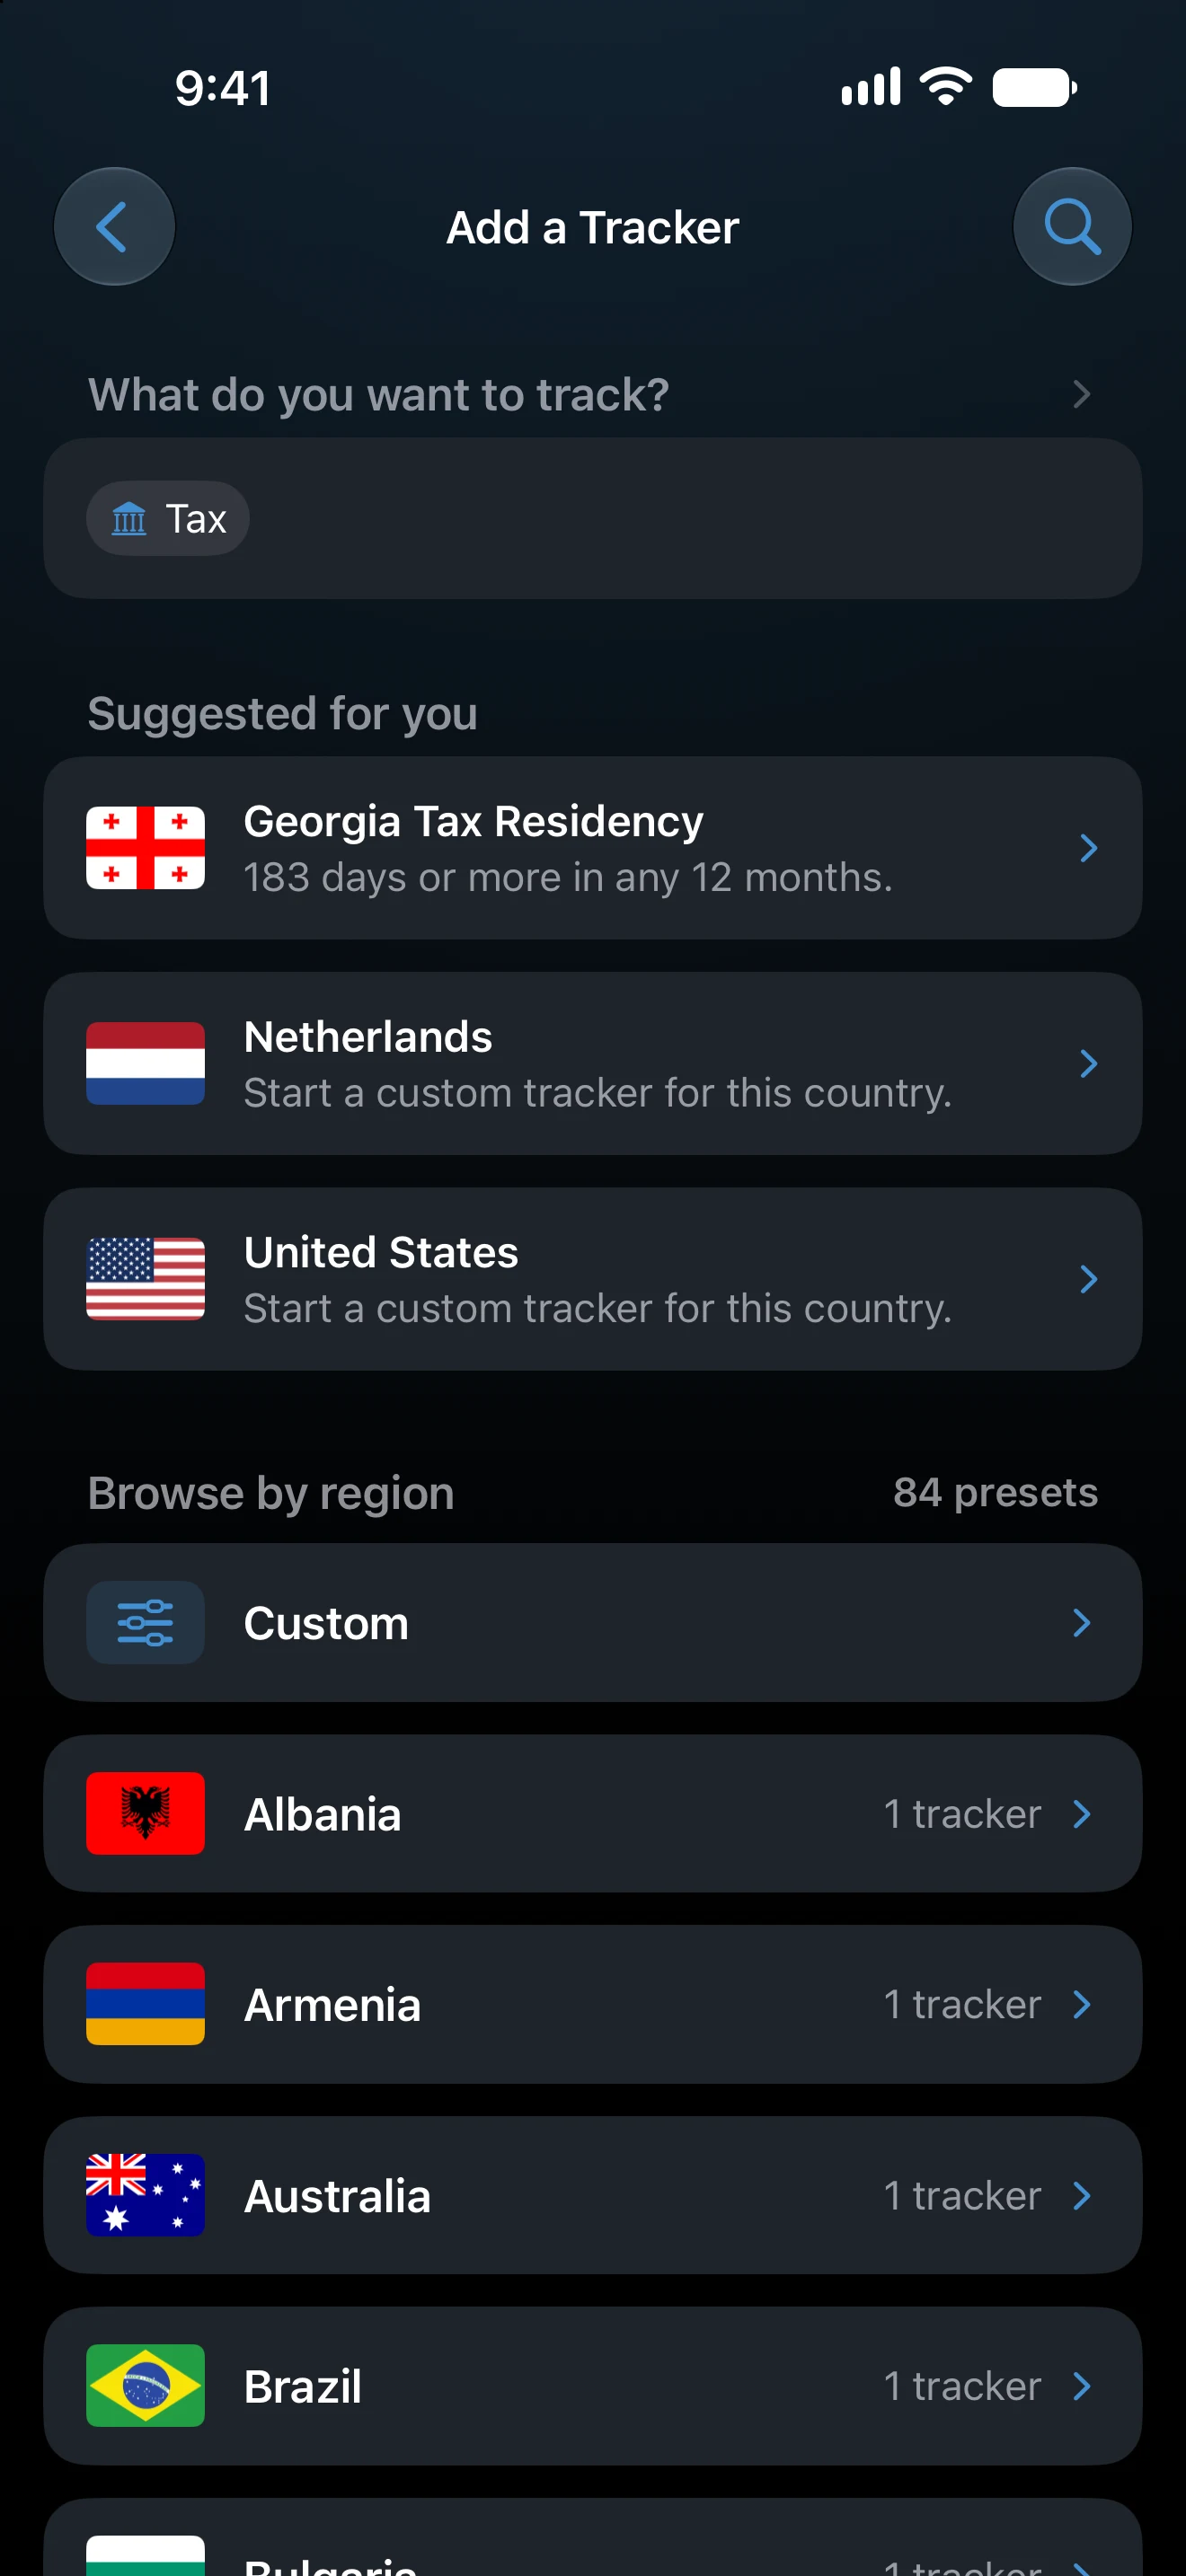 9:41
Add a Tracker
What do you want to track?
Tax
Suggested for you
Georgia Tax Residency
183 days or more in any 12 months.
Netherlands
Start a custom tracker for this country.
United States
Start a custom tracker for this country.
Browse by region
84 presets
Custom
Albania
1 tracker
Armenia
1 tracker
Australia
1 tracker
Brazil
1 tracker
Bulgaria
1 tracker